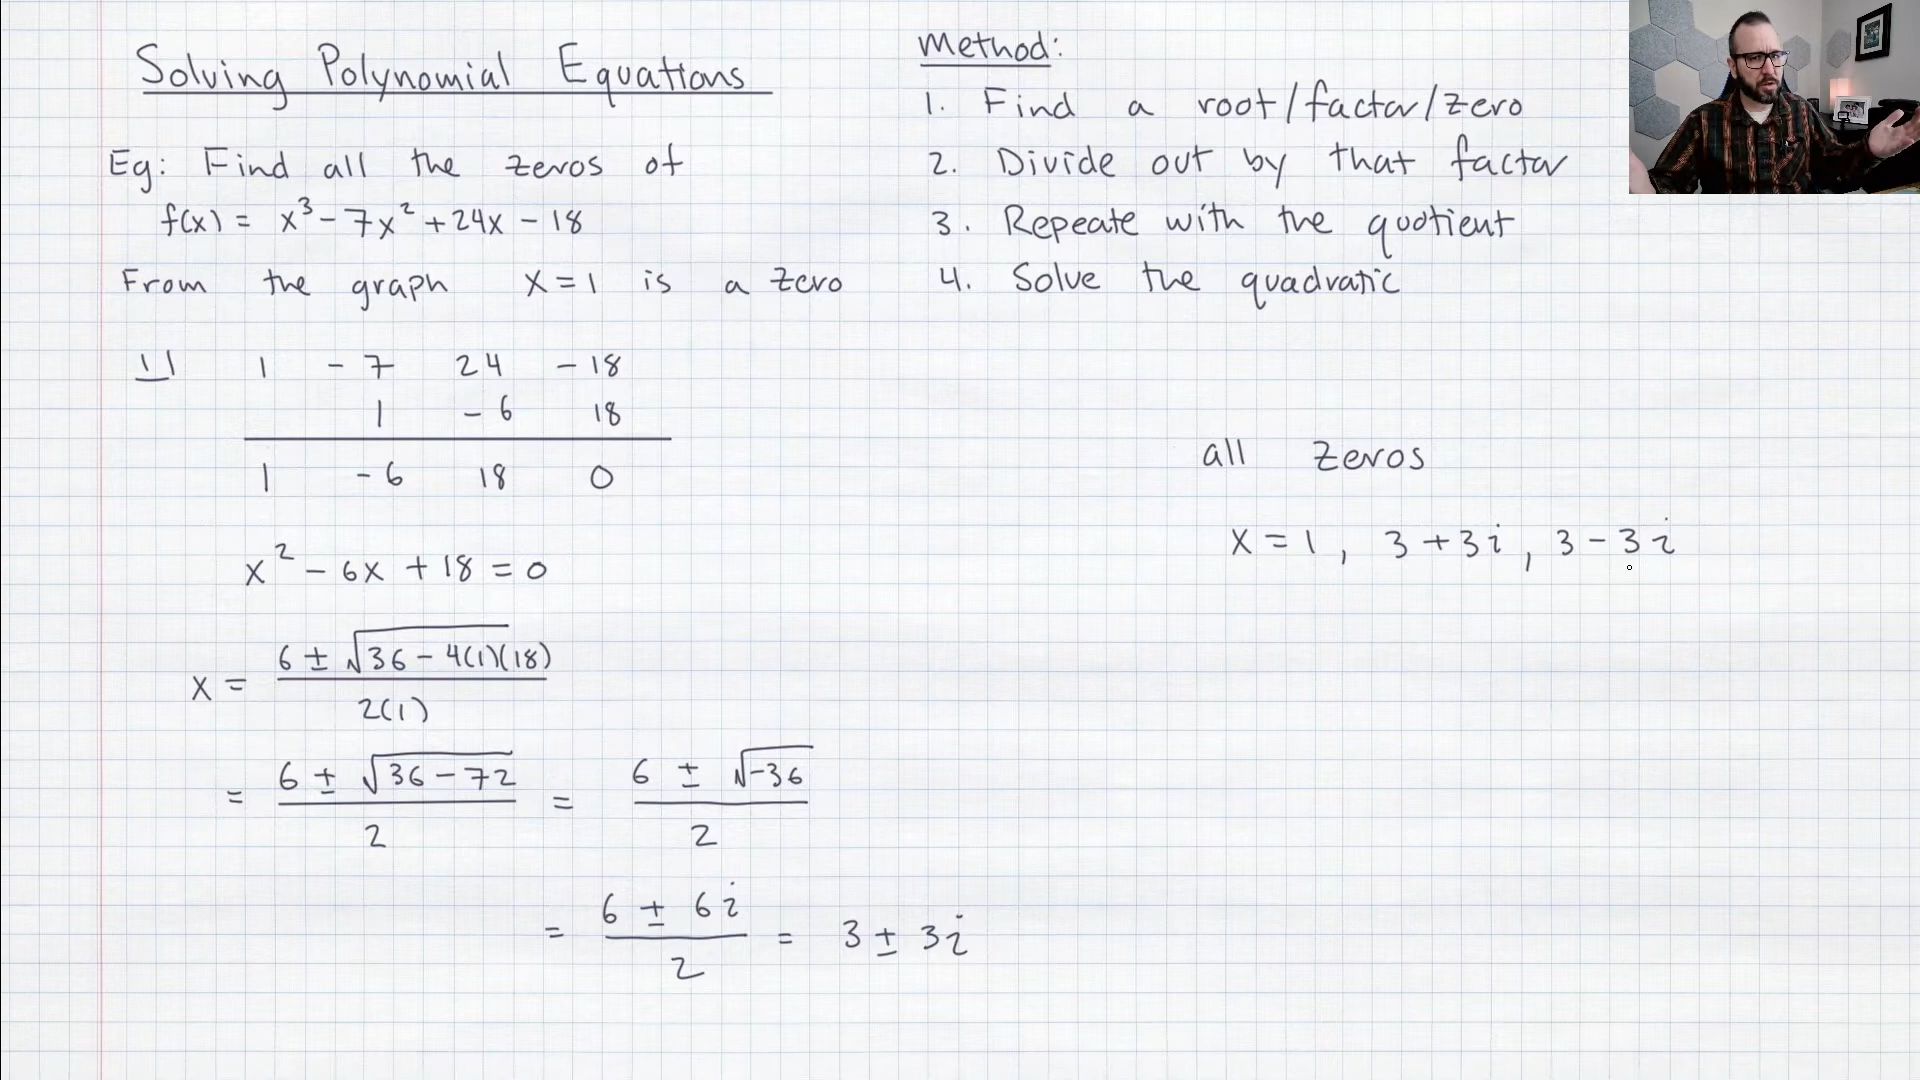 Solving Polynomial Equations
Eg: Find all the zeros of
f(x) = x³ - 7x² + 24x - 18
From the graph x = 1 is a zero
1| 1 - 7 24 - 18
1 - 6 18
1 - 6 18 0
x² - 6x + 18 = 0
x = (6 ± √(36 - 4(1)(18))) / 2(1)
= (6 ± √(36 - 72)) / 2 = (6 ± √-36) / 2
= (6 ± 6i) / 2 = 3 ± 3i
Method:
1. Find a root/factor/zero
2. Divide out by that factor
3. Repeate with the quotient
4. Solve the quadratic
all zeros
x = 1, 3 + 3i, 3 - 3i